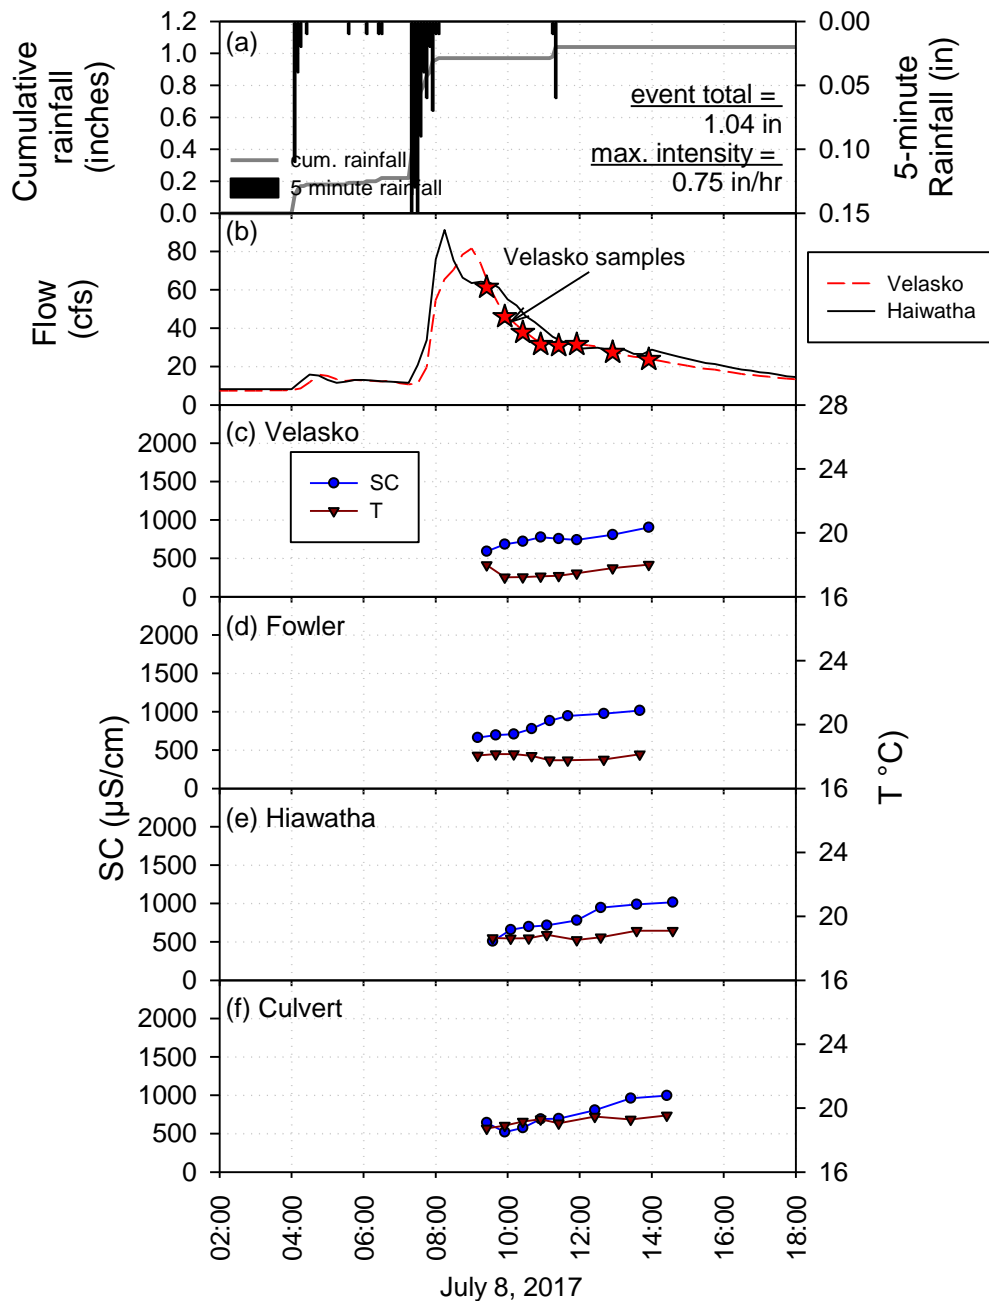 Cumulative
rainfall
(inches)
1.2
1.0
0.8
0.6
0.4
0.2
0.0
(a)
cum. rainfall
5 minute rainfall
event total =
1.04 in
max. intensity =
0.75 in/hr
0.00
0.05
0.10
0.15
5-minute
Rainfall (in)
Flow
(cfs)
80
60
40
20
0
(b)
Velasko samples
Velasko
Haiwatha
SC (µS/cm)
T °C
2000
1500
1000
500
0
(c) Velasko
SC
T
28
24
20
16
2000
1500
1000
500
0
(d) Fowler
24
20
16
2000
1500
1000
500
0
(e) Hiawatha
24
20
16
2000
1500
1000
500
0
(f) Culvert
24
20
16
02:00
04:00
06:00
08:00
10:00
12:00
14:00
16:00
18:00
July 8, 2017